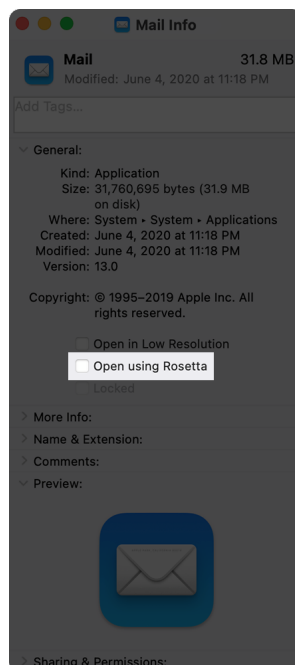 Mail Info
Mail 31.8 MB
Modified: June 4, 2020 at 11:18 PM
Add Tags...
General:
Kind: Application
Size: 31,760,695 bytes (31.9 MB
on disk)
Where: System ▸ System ▸ Applications
Created: June 4, 2020 at 11:18 PM
Modified: June 4, 2020 at 11:18 PM
Version: 13.0
Copyright: © 1995–2019 Apple Inc. All
rights reserved.
Open in Low Resolution
Open using Rosetta
Locked
More Info:
Name & Extension:
Comments:
Preview:
Sharing & Permissions: